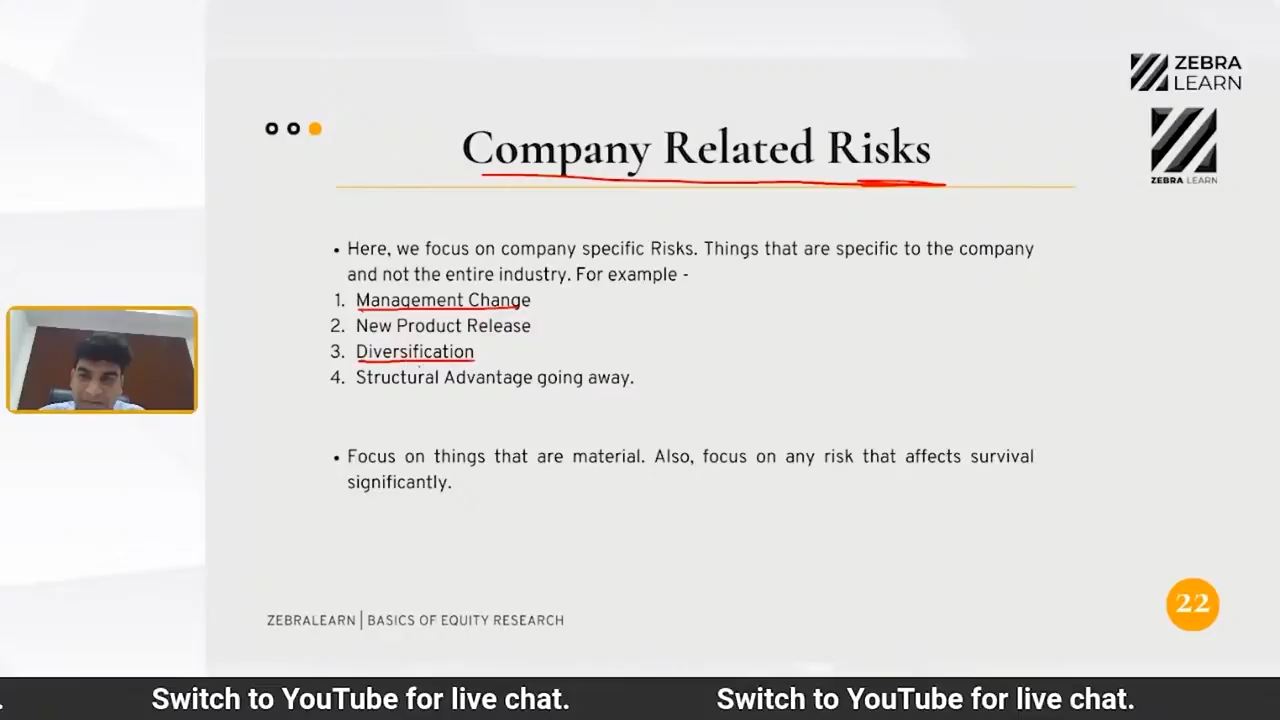 ZEBRA
LEARN
ZEBRA LEARN
Company Related Risks
• Here, we focus on company specific Risks. Things that are specific to the company
and not the entire industry. For example -
1. Management Change
2. New Product Release
3. Diversification
4. Structural Advantage going away.
• Focus on things that are material. Also, focus on any risk that affects survival
significantly.
22
ZEBRALEARN | BASICS OF EQUITY RESEARCH
. Switch to YouTube for live chat. Switch to YouTube for live chat.